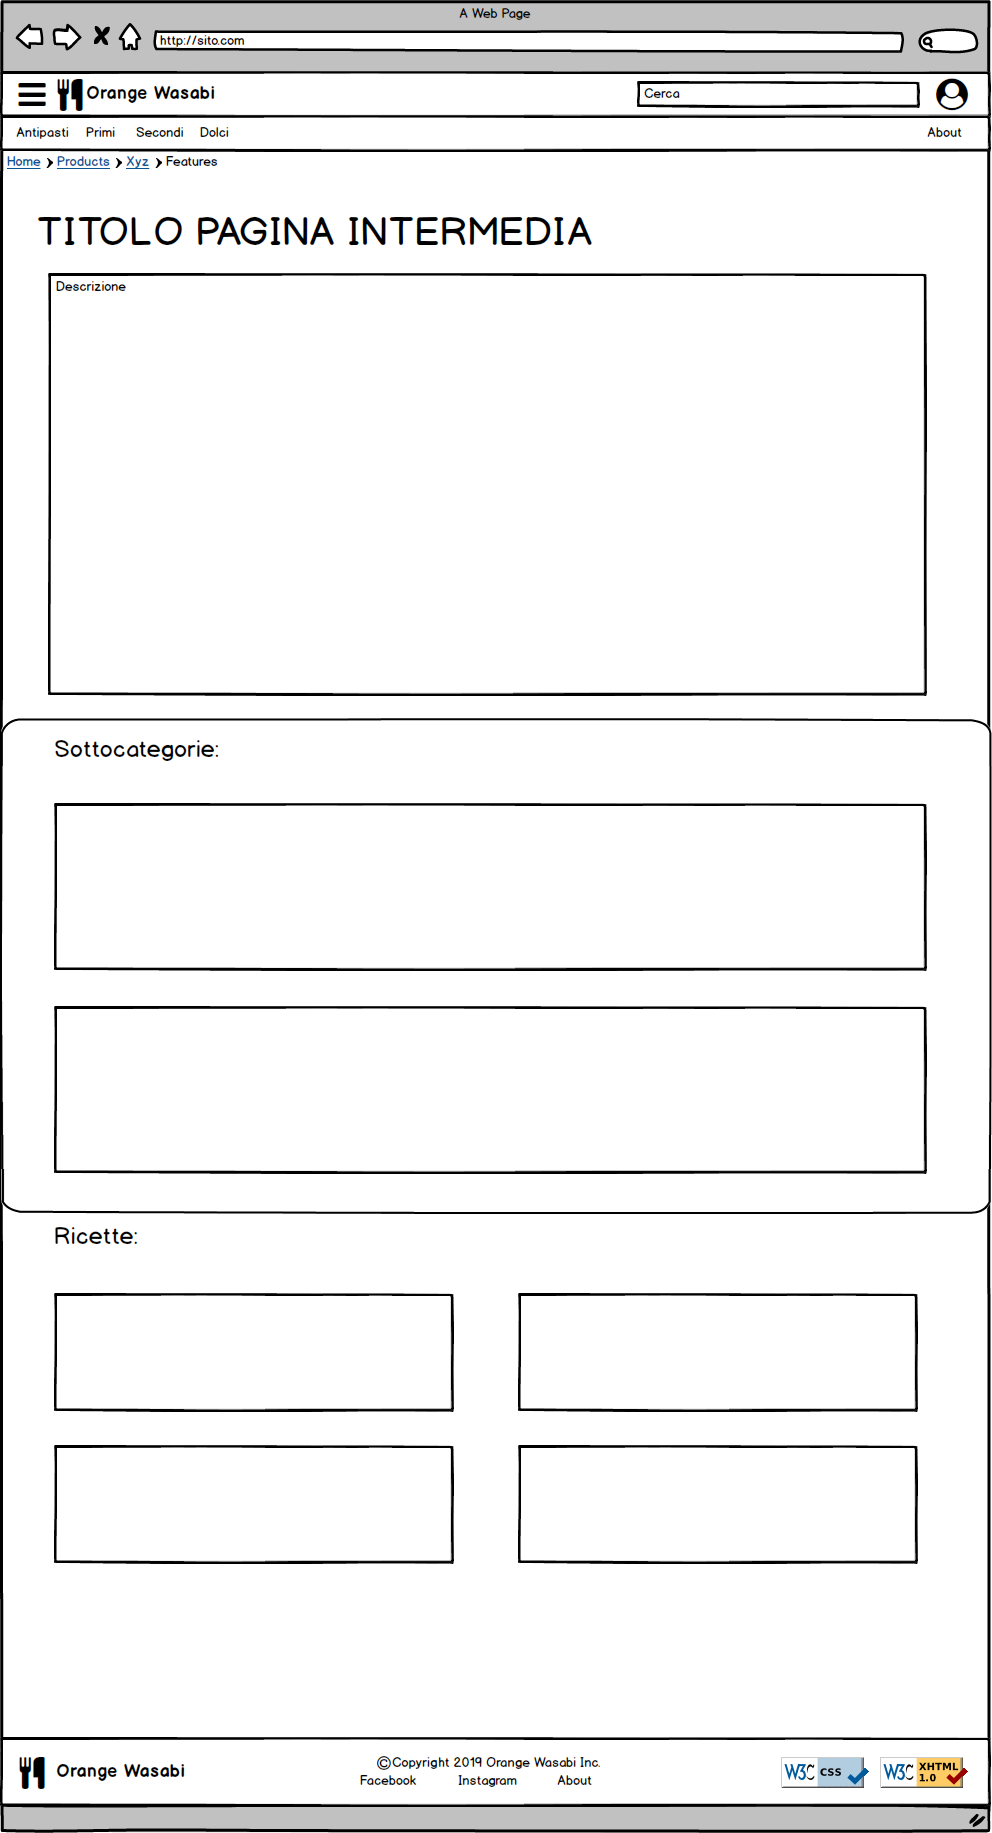 A Web Page
http://sito.com
Orange Wasabi
Cerca
Antipasti Primi Secondi Dolci About
Home Products Xyz Features
TITOLO PAGINA INTERMEDIA
Descrizione
Sottocategorie:
Ricette:
Orange Wasabi
©Copyright 2019 Orange Wasabi Inc.
Facebook Instagram About
W3C css
W3C XHTML 1.0